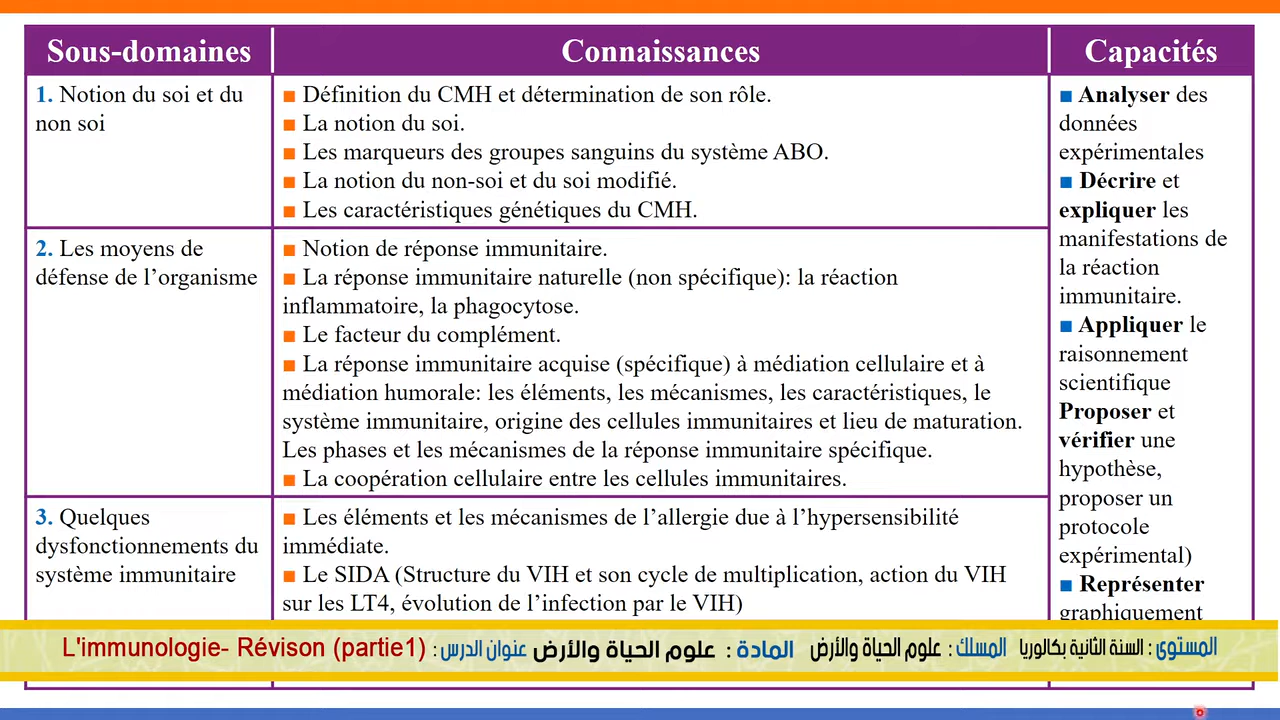 Sous-domaines
Connaissances
Capacités
1. Notion du soi et du
non soi
■ Définition du CMH et détermination de son rôle.
■ La notion du soi.
■ Les marqueurs des groupes sanguins du système ABO.
■ La notion du non-soi et du soi modifié.
■ Les caractéristiques génétiques du CMH.
2. Les moyens de
défense de l’organisme
■ Notion de réponse immunitaire.
■ La réponse immunitaire naturelle (non spécifique): la réaction
inflammatoire, la phagocytose.
■ Le facteur du complément.
■ La réponse immunitaire acquise (spécifique) à médiation cellulaire et à
médiation humorale: les éléments, les mécanismes, les caractéristiques, le
système immunitaire, origine des cellules immunitaires et lieu de maturation.
Les phases et les mécanismes de la réponse immunitaire spécifique.
■ La coopération cellulaire entre les cellules immunitaires.
3. Quelques
dysfonctionnements du
système immunitaire
■ Les éléments et les mécanismes de l’allergie due à l’hypersensibilité
immédiate.
■ Le SIDA (Structure du VIH et son cycle de multiplication, action du VIH
sur les LT4, évolution de l’infection par le VIH)
■ Analyser des
données
expérimentales
■ Décrire et
expliquer les
manifestations de
la réaction
immunitaire.
■ Appliquer le
raisonnement
scientifique
Proposer et
vérifier une
hypothèse,
proposer un
protocole
expérimental)
■ Représenter
graphiquement
المستوى : السنة الثانية بكالوريا المسلك : علوم الحياة والأرض المادة : علوم الحياة والأرض عنوان الدرس : L'immunologie- Révison (partie1)